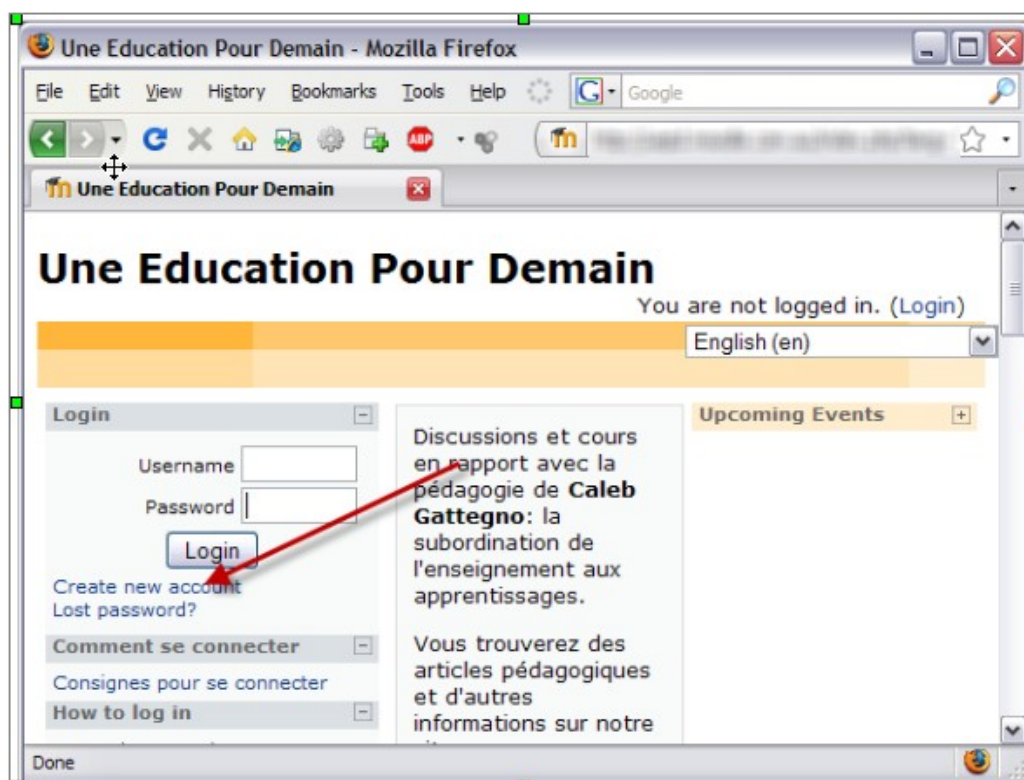 Une Education Pour Demain - Mozilla Firefox
File Edit View History Bookmarks Tools Help
G Google
ABP
Une Education Pour Demain
Une Education Pour Demain
You are not logged in. (Login)
English (en)
Login
Username
Password
Login
Create new account
Lost password?
Comment se connecter
Consignes pour se connecter
How to log in
Discussions et cours
en rapport avec la
pédagogie de Caleb
Gattegno: la
subordination de
l'enseignement aux
apprentissages.
Vous trouverez des
articles pédagogiques
et d'autres
informations sur notre
Upcoming Events
Done